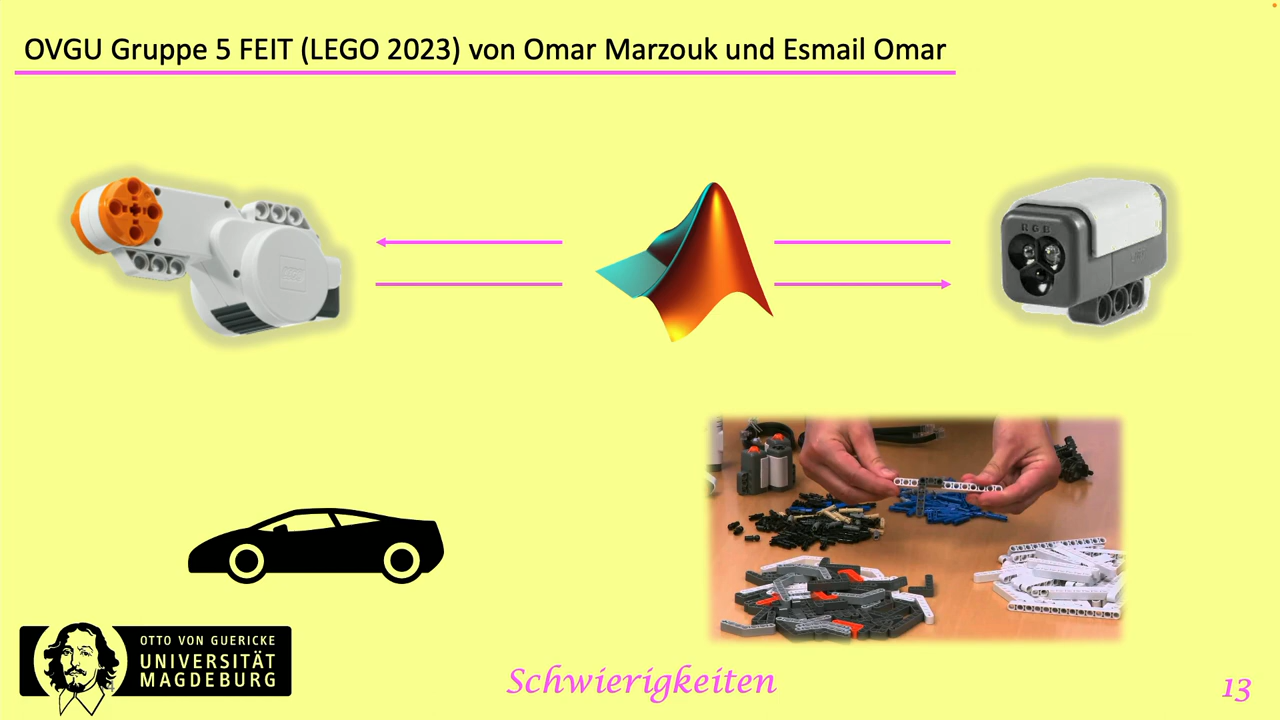 OVGU Gruppe 5 FEIT (LEGO 2023) von Omar Marzouk und Esmail Omar
RGB
OTTO VON GUERICKE
UNIVERSITÄT
MAGDEBURG
Schwierigkeiten
13